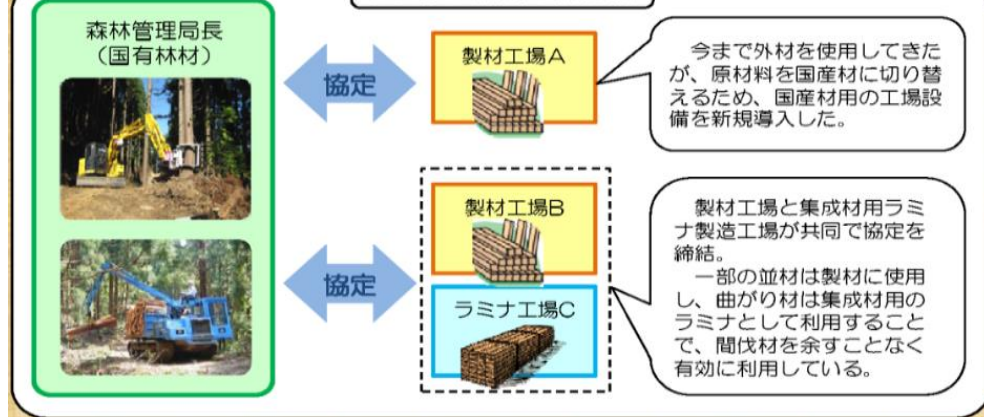 森林管理局長
（国有林材）
協定
製材工場A
今まで外材を使用してきた
が、原材料を国産材に切り替
えるため、国産材用の工場設
備を新規導入した。
協定
製材工場B
ラミナ工場C
製材工場と集成材用ラミ
ナ製造工場が共同で協定を
締結。
一部の並材は製材に使用
し、曲がり材は集成材用の
ラミナとして利用すること
で、間伐材を余すことなく
有効に利用している。